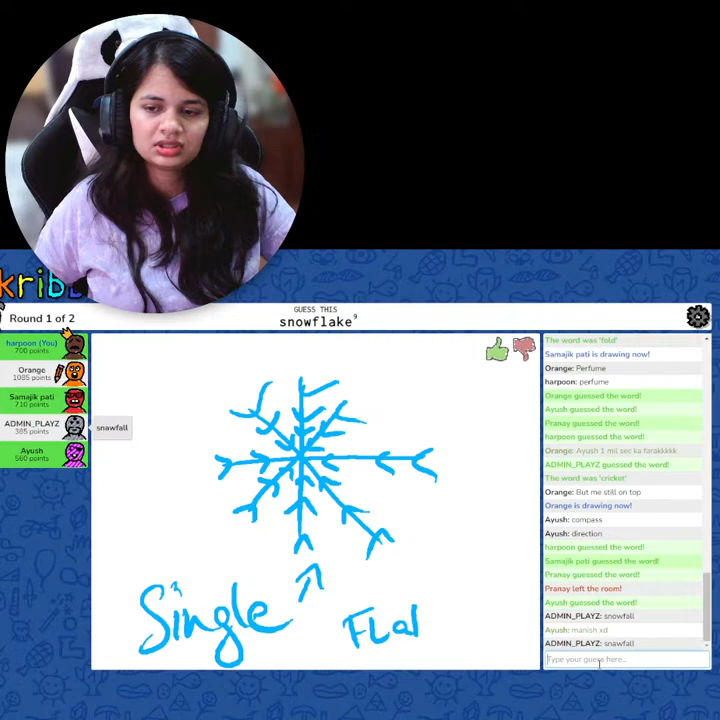 kribb
GUESS THIS
Round 1 of 2
snowflake⁹
harpoon (You)
700 points
Orange
1085 points
Samajik pati
710 points
ADMIN_PLAYZ
385 points
snawfall
Ayush
560 points
Single
FLal
The word was 'fold'
Samajik pati is drawing now!
Orange: Perfume
harpoon: perfume
Orange guessed the word!
Ayush guessed the word!
Pranay guessed the word!
harpoon guessed the word!
Orange: Ayush 1 mil sec ka farakkkkk
ADMIN_PLAYZ guessed the word!
The word was 'cricket'
Orange: But me still on top
Orange is drawing now!
Ayush: compass
Ayush: direction
harpoon guessed the word!
Samajik pati guessed the word!
Pranay guessed the word!
Pranay left the room!
Ayush guessed the word!
ADMIN_PLAYZ: snowfall
Ayush: manish xd
ADMIN_PLAYZ: snawfall
Type your guess here...